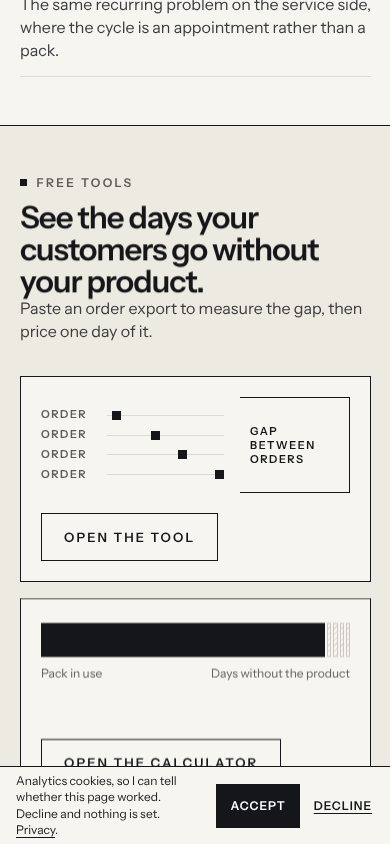 The same recurring problem on the service side,
where the cycle is an appointment rather than a
pack.
FREE TOOLS
See the days your
customers go without
your product.
Paste an order export to measure the gap, then
price one day of it.
ORDER
ORDER
ORDER
ORDER
GAP
BETWEEN
ORDERS
OPEN THE TOOL
Pack in use
Days without the product
OPEN THE CALCULATOR
Analytics cookies, so I can tell
whether this page worked.
Decline and nothing is set.
Privacy.
ACCEPT
DECLINE